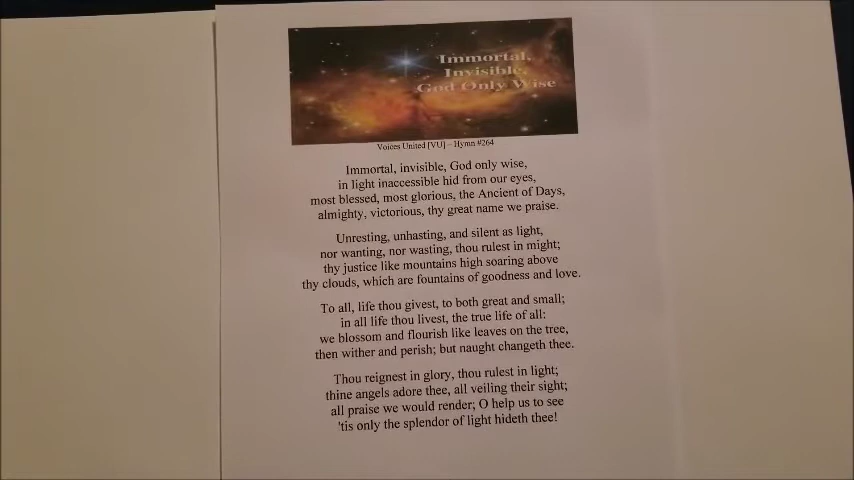 Immortal,
Invisible,
God Only Wise
Voices United [VU] – Hymn #264
Immortal, invisible, God only wise,
in light inaccessible hid from our eyes,
most blessed, most glorious, the Ancient of Days,
almighty, victorious, thy great name we praise.
Unresting, unhasting, and silent as light,
nor wanting, nor wasting, thou rulest in might;
thy justice like mountains high soaring above
thy clouds, which are fountains of goodness and love.
To all, life thou givest, to both great and small;
in all life thou livest, the true life of all:
we blossom and flourish like leaves on the tree,
then wither and perish; but naught changeth thee.
Thou reignest in glory, thou rulest in light;
thine angels adore thee, all veiling their sight;
all praise we would render; O help us to see
'tis only the splendor of light hideth thee!